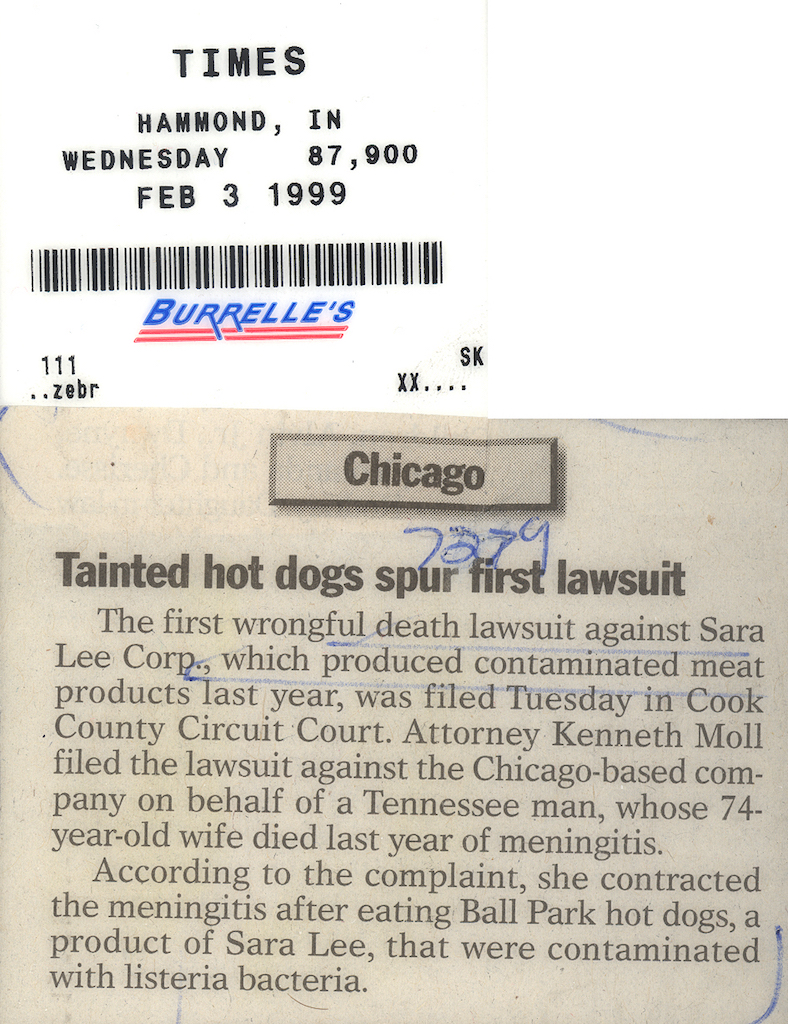 TIMES
HAMMOND, IN
WEDNESDAY 87,900
FEB 3 1999
BURRELLE'S
111 SK
..zebr XX....
Chicago
7279
Tainted hot dogs spur first lawsuit
The first wrongful death lawsuit against Sara
Lee Corp., which produced contaminated meat
products last year, was filed Tuesday in Cook
County Circuit Court. Attorney Kenneth Moll
filed the lawsuit against the Chicago-based com-
pany on behalf of a Tennessee man, whose 74-
year-old wife died last year of meningitis.
According to the complaint, she contracted
the meningitis after eating Ball Park hot dogs, a
product of Sara Lee, that were contaminated
with listeria bacteria.